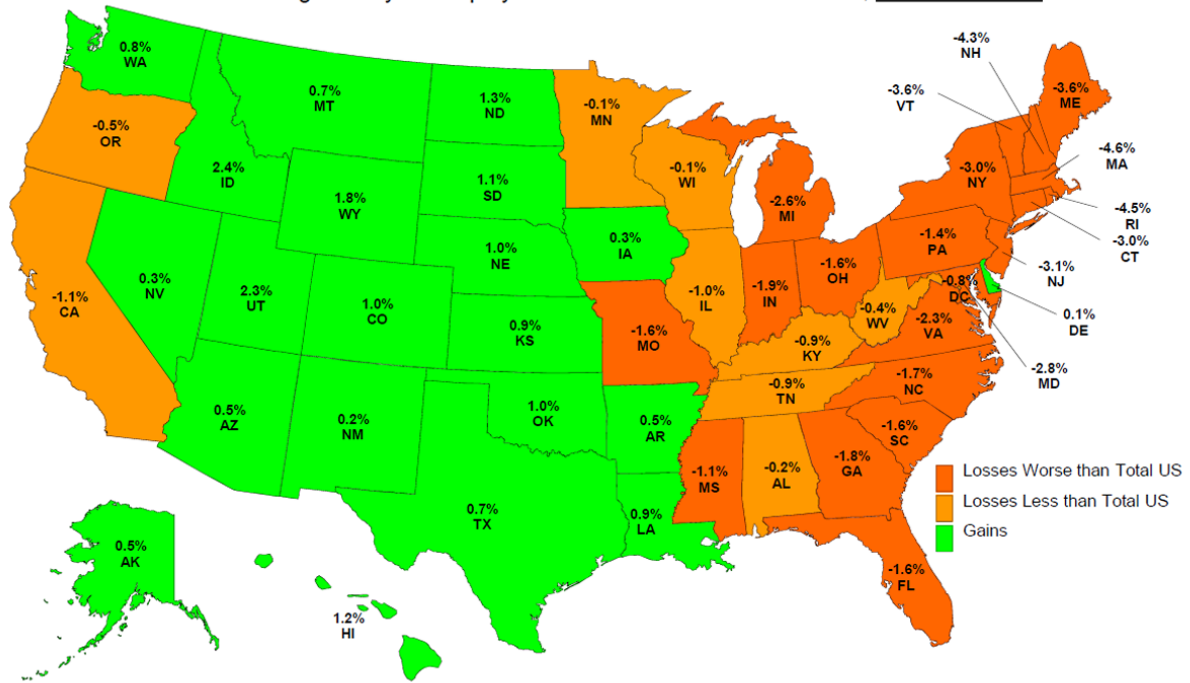 0.8%
WA
-0.5%
OR
-1.1%
CA
0.3%
NV
2.4%
ID
0.7%
MT
1.8%
WY
2.3%
UT
1.0%
CO
0.5%
AZ
0.2%
NM
1.3%
ND
1.1%
SD
1.0%
NE
0.9%
KS
1.0%
OK
0.7%
TX
-0.1%
MN
0.3%
IA
-1.6%
MO
0.5%
AR
0.9%
LA
-0.1%
WI
-1.0%
IL
-2.6%
MI
-1.9%
IN
-1.6%
OH
-0.9%
KY
-0.9%
TN
-1.1%
MS
-0.2%
AL
-1.8%
GA
-1.6%
FL
-1.6%
SC
-1.7%
NC
-2.3%
VA
-0.4%
WV
-0.8%
DC
-1.4%
PA
-3.0%
NY
-3.6%
VT
-4.3%
NH
-3.6%
ME
-4.6%
MA
-4.5%
RI
-3.0%
CT
-3.1%
NJ
0.1%
DE
-2.8%
MD
0.5%
AK
1.2%
HI
Losses Worse than Total US
Losses Less than Total US
Gains